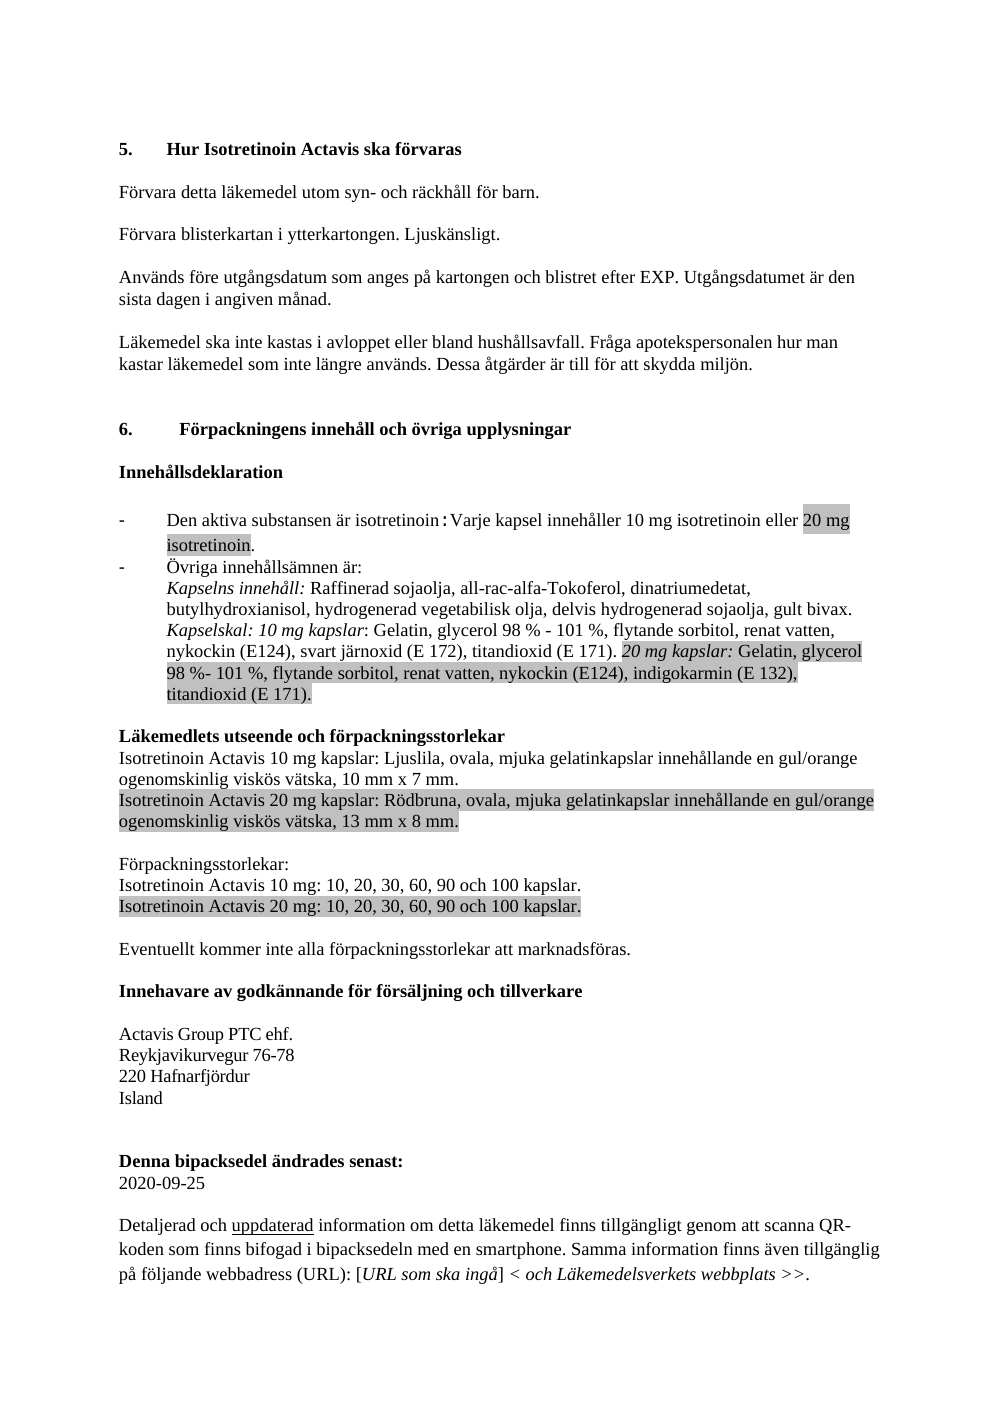 5. Hur Isotretinoin Actavis ska förvaras
Förvara detta läkemedel utom syn- och räckhåll för barn.
Förvara blisterkartan i ytterkartongen. Ljuskänsligt.
Används före utgångsdatum som anges på kartongen och blistret efter EXP. Utgångsdatumet är den
sista dagen i angiven månad.
Läkemedel ska inte kastas i avloppet eller bland hushållsavfall. Fråga apotekspersonalen hur man
kastar läkemedel som inte längre används. Dessa åtgärder är till för att skydda miljön.
6. Förpackningens innehåll och övriga upplysningar
Innehållsdeklaration
- Den aktiva substansen är isotretinoin: Varje kapsel innehåller 10 mg isotretinoin eller 20 mg
isotretinoin.
- Övriga innehållsämnen är:
Kapselns innehåll: Raffinerad sojaolja, all-rac-alfa-Tokoferol, dinatriumedetat,
butylhydroxianisol, hydrogenerad vegetabilisk olja, delvis hydrogenerad sojaolja, gult bivax.
Kapselskal: 10 mg kapslar: Gelatin, glycerol 98 % - 101 %, flytande sorbitol, renat vatten,
nykockin (E124), svart järnoxid (E 172), titandioxid (E 171). 20 mg kapslar: Gelatin, glycerol
98 %- 101 %, flytande sorbitol, renat vatten, nykockin (E124), indigokarmin (E 132),
titandioxid (E 171).
Läkemedlets utseende och förpackningsstorlekar
Isotretinoin Actavis 10 mg kapslar: Ljuslila, ovala, mjuka gelatinkapslar innehållande en gul/orange
ogenomskinlig viskös vätska, 10 mm x 7 mm.
Isotretinoin Actavis 20 mg kapslar: Rödbruna, ovala, mjuka gelatinkapslar innehållande en gul/orange
ogenomskinlig viskös vätska, 13 mm x 8 mm.
Förpackningsstorlekar:
Isotretinoin Actavis 10 mg: 10, 20, 30, 60, 90 och 100 kapslar.
Isotretinoin Actavis 20 mg: 10, 20, 30, 60, 90 och 100 kapslar.
Eventuellt kommer inte alla förpackningsstorlekar att marknadsföras.
Innehavare av godkännande för försäljning och tillverkare
Actavis Group PTC ehf.
Reykjavikurvegur 76-78
220 Hafnarfjördur
Island
Denna bipacksedel ändrades senast:
2020-09-25
Detaljerad och uppdaterad information om detta läkemedel finns tillgängligt genom att scanna QR-
koden som finns bifogad i bipacksedeln med en smartphone. Samma information finns även tillgänglig
på följande webbadress (URL): [URL som ska ingå] < och Läkemedelsverkets webbplats >>.